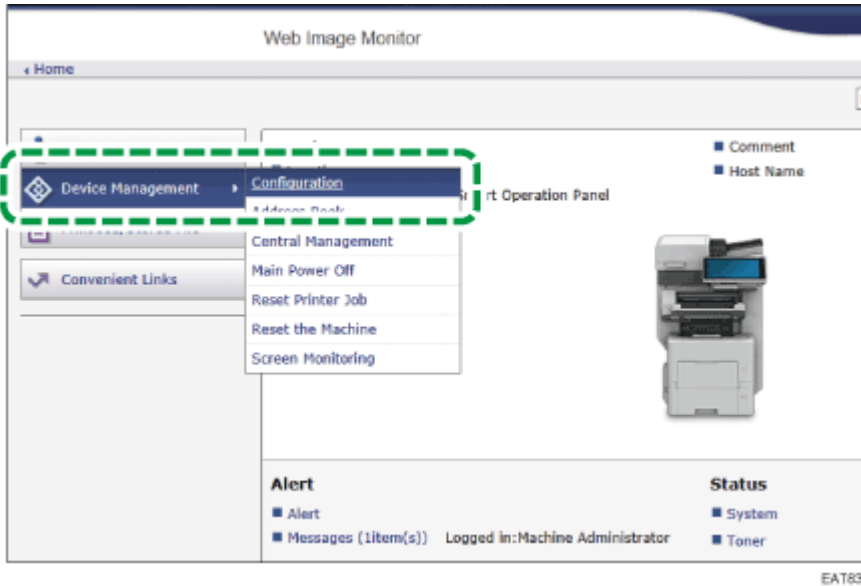 Web Image Monitor
Home
Comment
Host Name
Device Management
Configuration
rt Operation Panel
Address Book
Central Management
Main Power Off
Convenient Links
Reset Printer Job
Reset the Machine
Screen Monitoring
Alert
Status
Alert
System
Messages (1item(s)) Logged in:Machine Administrator
Toner
EAT83